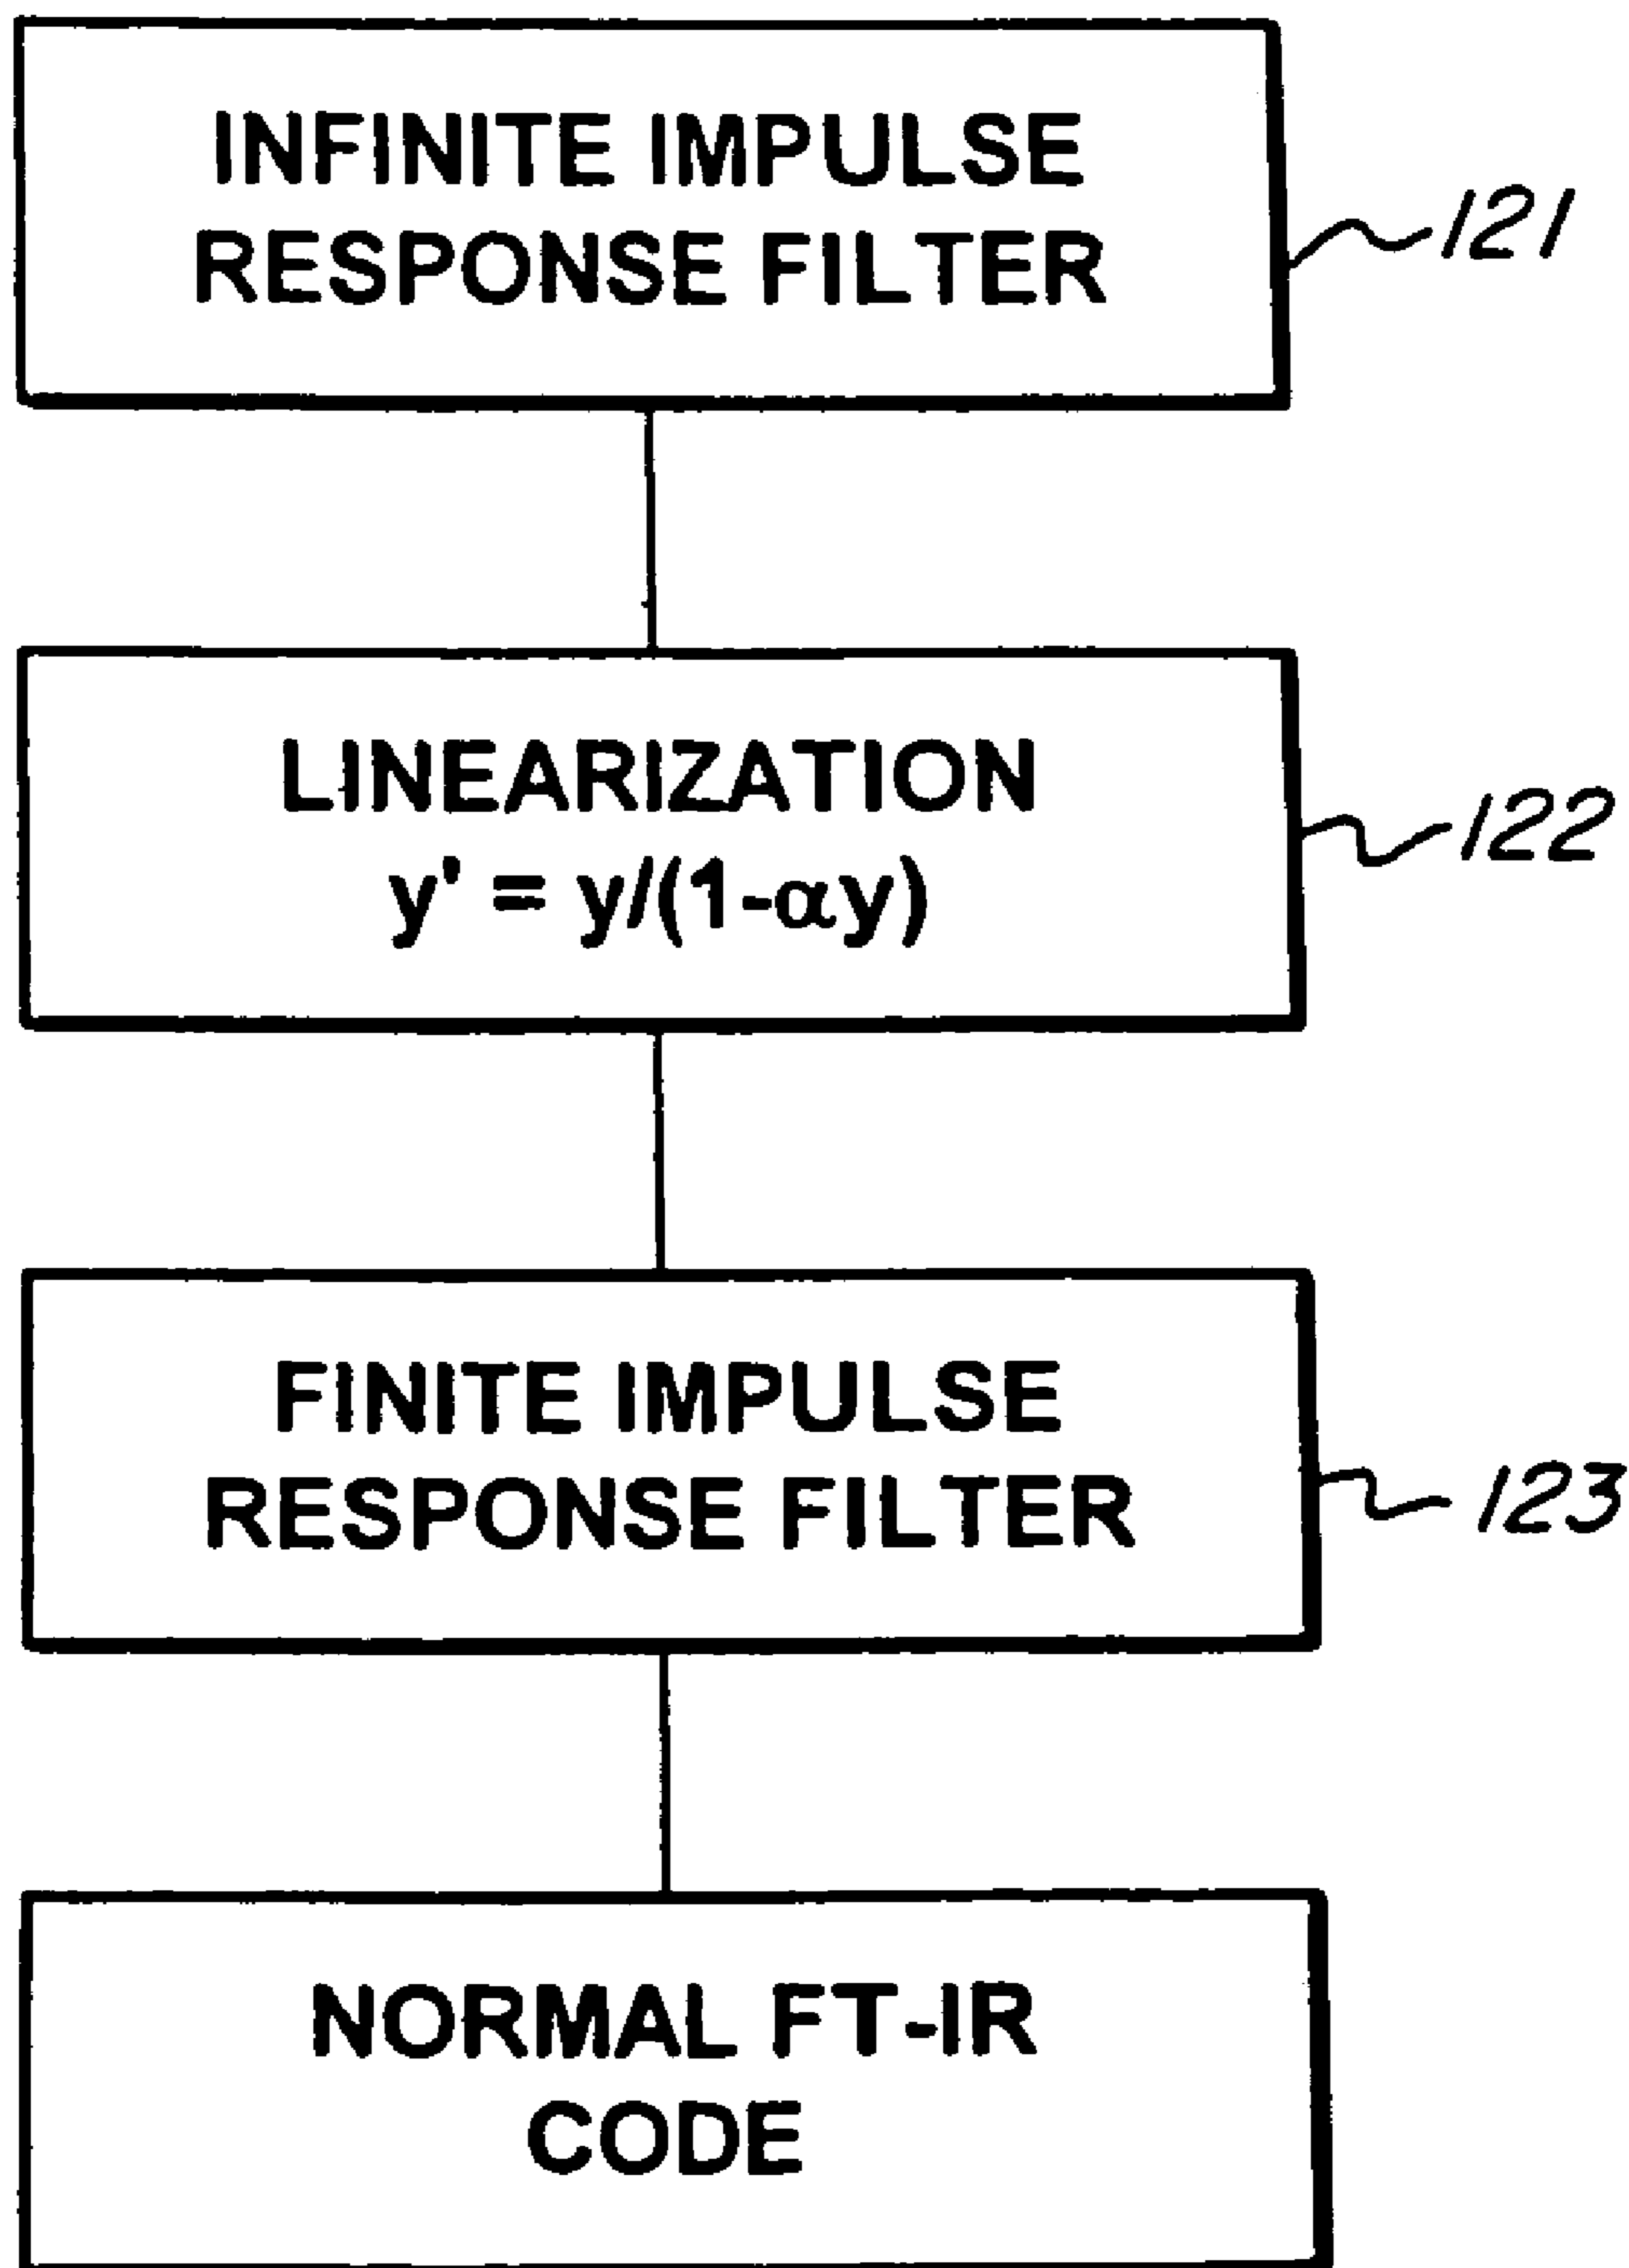 INFINITE IMPULSE
RESPONSE FILTER
121
LINEARIZATION
y' = y/(1-αy)
122
FINITE IMPULSE
RESPONSE FILTER
123
NORMAL FT-IR
CODE